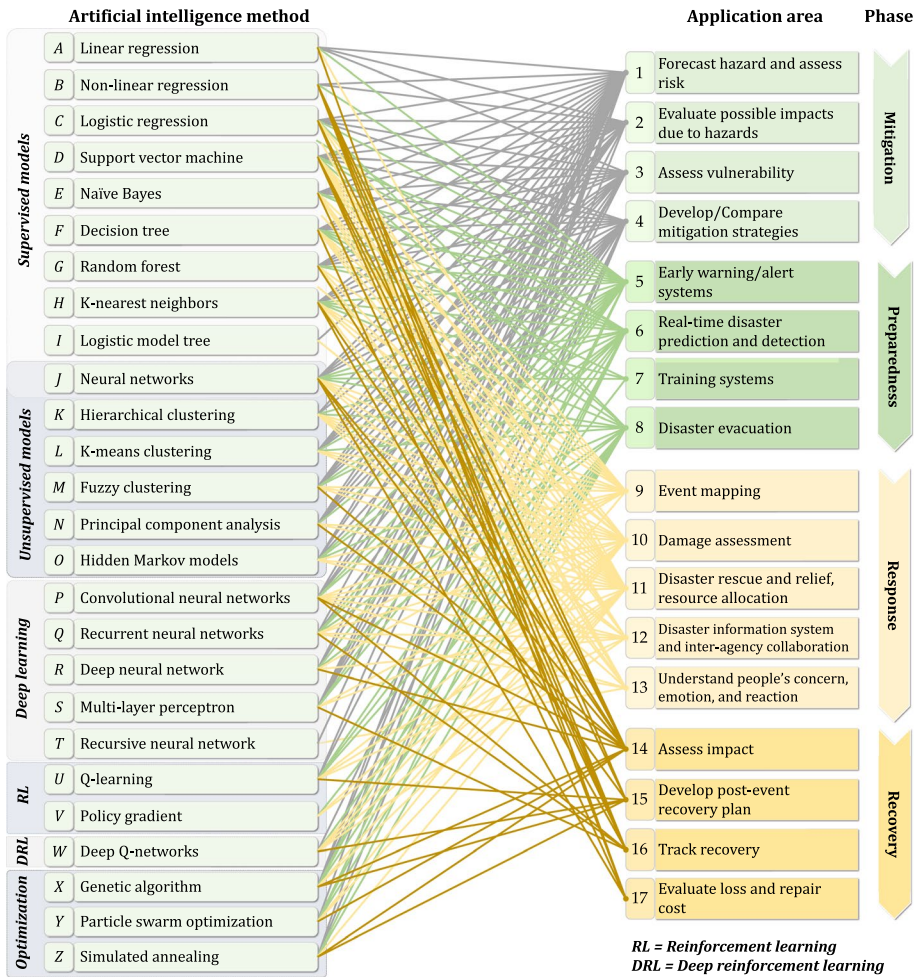 Artificial intelligence method
Application area
Phase
Supervised models
A Linear regression
B Non-linear regression
C Logistic regression
D Support vector machine
E Naïve Bayes
F Decision tree
G Random forest
H K-nearest neighbors
I Logistic model tree
Unsupervised models
J Neural networks
K Hierarchical clustering
L K-means clustering
M Fuzzy clustering
N Principal component analysis
O Hidden Markov models
Deep learning
P Convolutional neural networks
Q Recurrent neural networks
R Deep neural network
S Multi-layer perceptron
T Recursive neural network
RL
U Q-learning
V Policy gradient
DRL
W Deep Q-networks
Optimization
X Genetic algorithm
Y Particle swarm optimization
Z Simulated annealing
1 Forecast hazard and assess
risk
2 Evaluate possible impacts
due to hazards
3 Assess vulnerability
4 Develop/Compare
mitigation strategies
Mitigation
5 Early warning/alert
systems
6 Real-time disaster
prediction and detection
7 Training systems
8 Disaster evacuation
Preparedness
9 Event mapping
10 Damage assessment
11 Disaster rescue and relief,
resource allocation
12 Disaster information system
and inter-agency collaboration
13 Understand people's concern,
emotion, and reaction
Response
14 Assess impact
15 Develop post-event
recovery plan
16 Track recovery
17 Evaluate loss and repair
cost
Recovery
RL = Reinforcement learning
DRL = Deep reinforcement learning